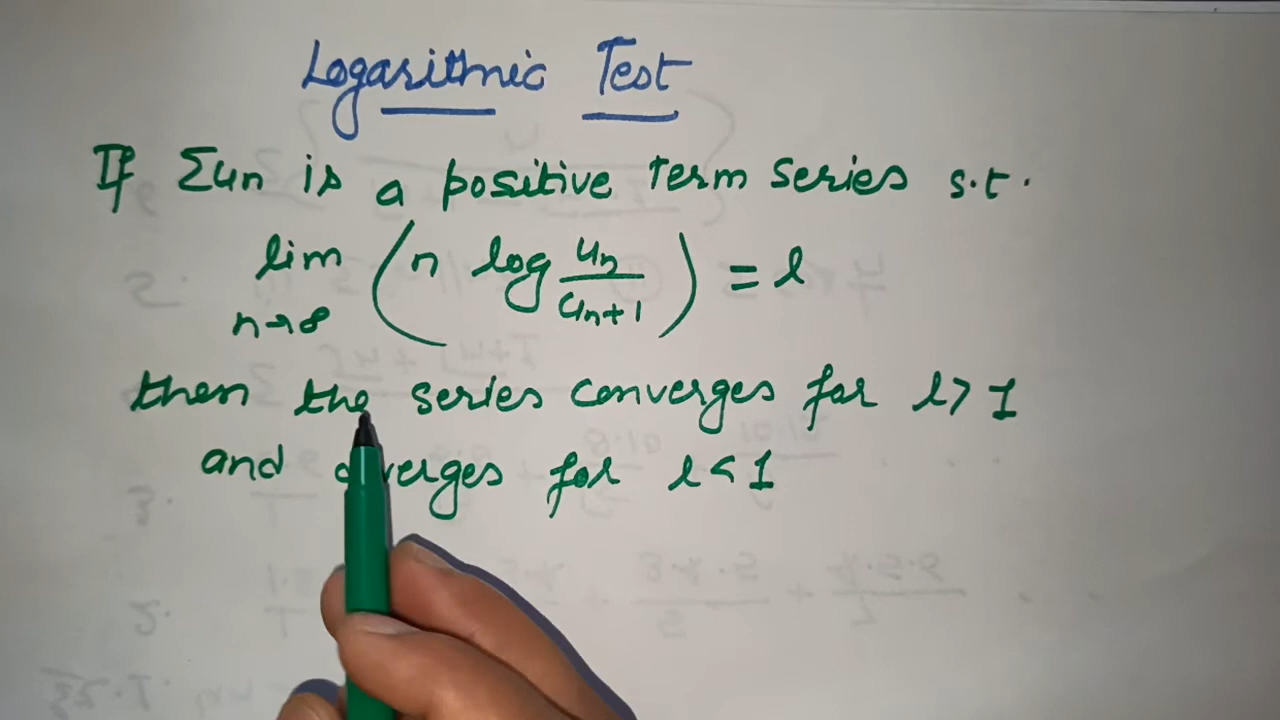 Logarithmic Test
If Σun is a positive term series s.t.
lim n→∞ (n log un/un+1) = l
then the series converges for l > 1
and diverges for l < 1